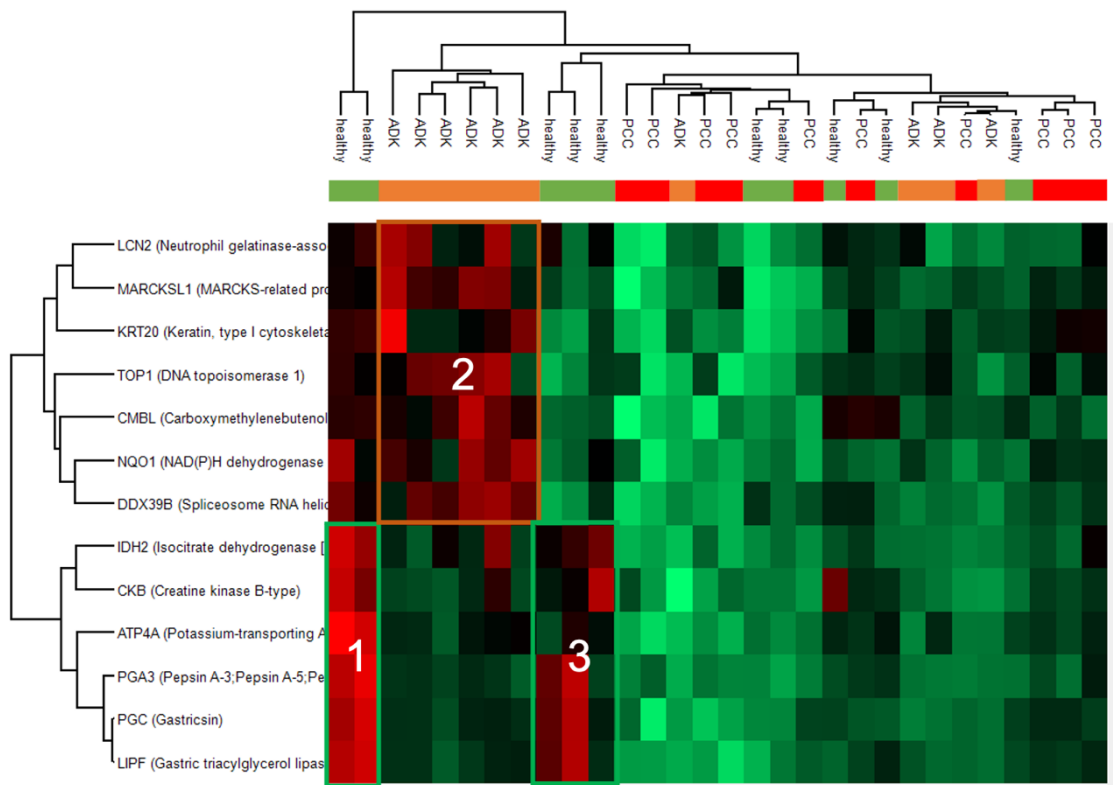 healthy
healthy
ADK
ADK
ADK
ADK
ADK
ADK
healthy
healthy
healthy
PCC
PCC
ADK
PCC
PCC
healthy
healthy
PCC
healthy
PCC
healthy
ADK
ADK
PCC
ADK
healthy
PCC
PCC
PCC
LCN2 (Neutrophil gelatinase-asso
MARCKSL1 (MARCKS-related pro
KRT20 (Keratin, type I cytoskeleta
TOP1 (DNA topoisomerase 1)
2
CMBL (Carboxymethylenebutenol
NQO1 (NAD(P)H dehydrogenase
DDX39B (Spliceosome RNA helic
IDH2 (Isocitrate dehydrogenase [
CKB (Creatine kinase B-type)
ATP4A (Potassium-transporting A
1
3
PGA3 (Pepsin A-3;Pepsin A-5;Pe
PGC (Gastricsin)
LIPF (Gastric triacylglycerol lipas